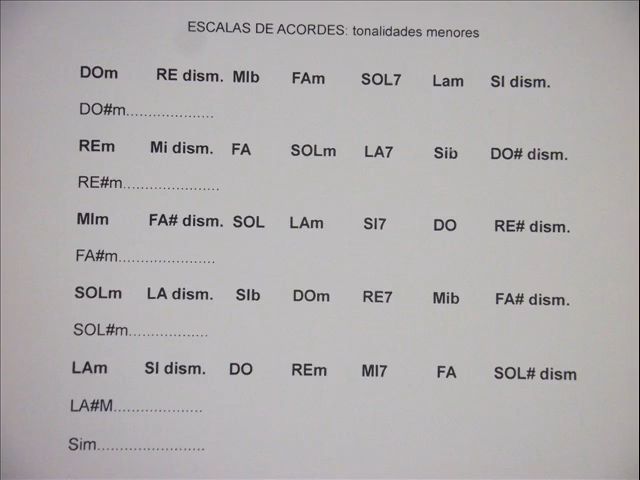 ESCALAS DE ACORDES: tonalidades menores
DOm RE dism. MIb FAm SOL7 Lam SI dism.
DO#m.....................
REm Mi dism. FA SOLm LA7 Sib DO# dism.
RE#m.......................
MIm FA# dism. SOL LAm SI7 DO RE# dism.
FA#m.......................
SOLm LA dism. SIb DOm RE7 Mib FA# dism.
SOL#m...................
LAm SI dism. DO REm MI7 FA SOL# dism
LA#M.....................
Sim..........................